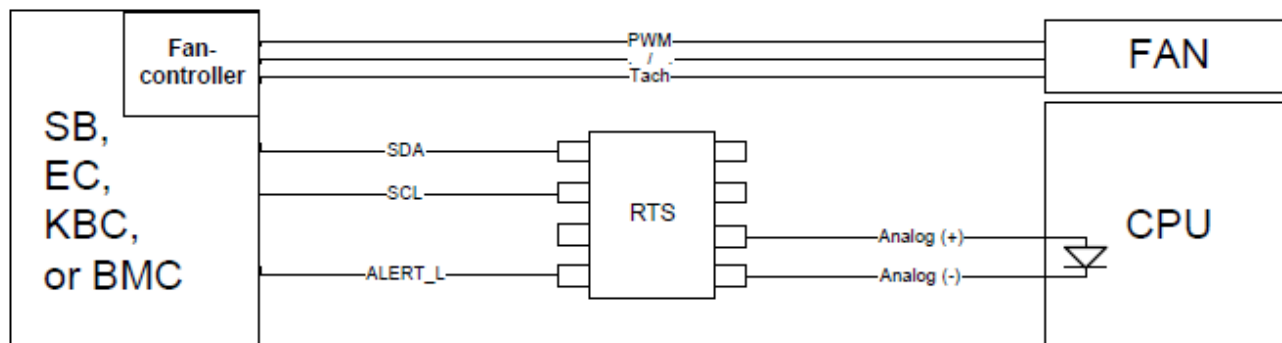 Fan-
controller
PWM
/
Tach
FAN
SB,
EC,
KBC,
or BMC
SDA
SCL
ALERT_L
RTS
Analog (+)
Analog (-)
CPU